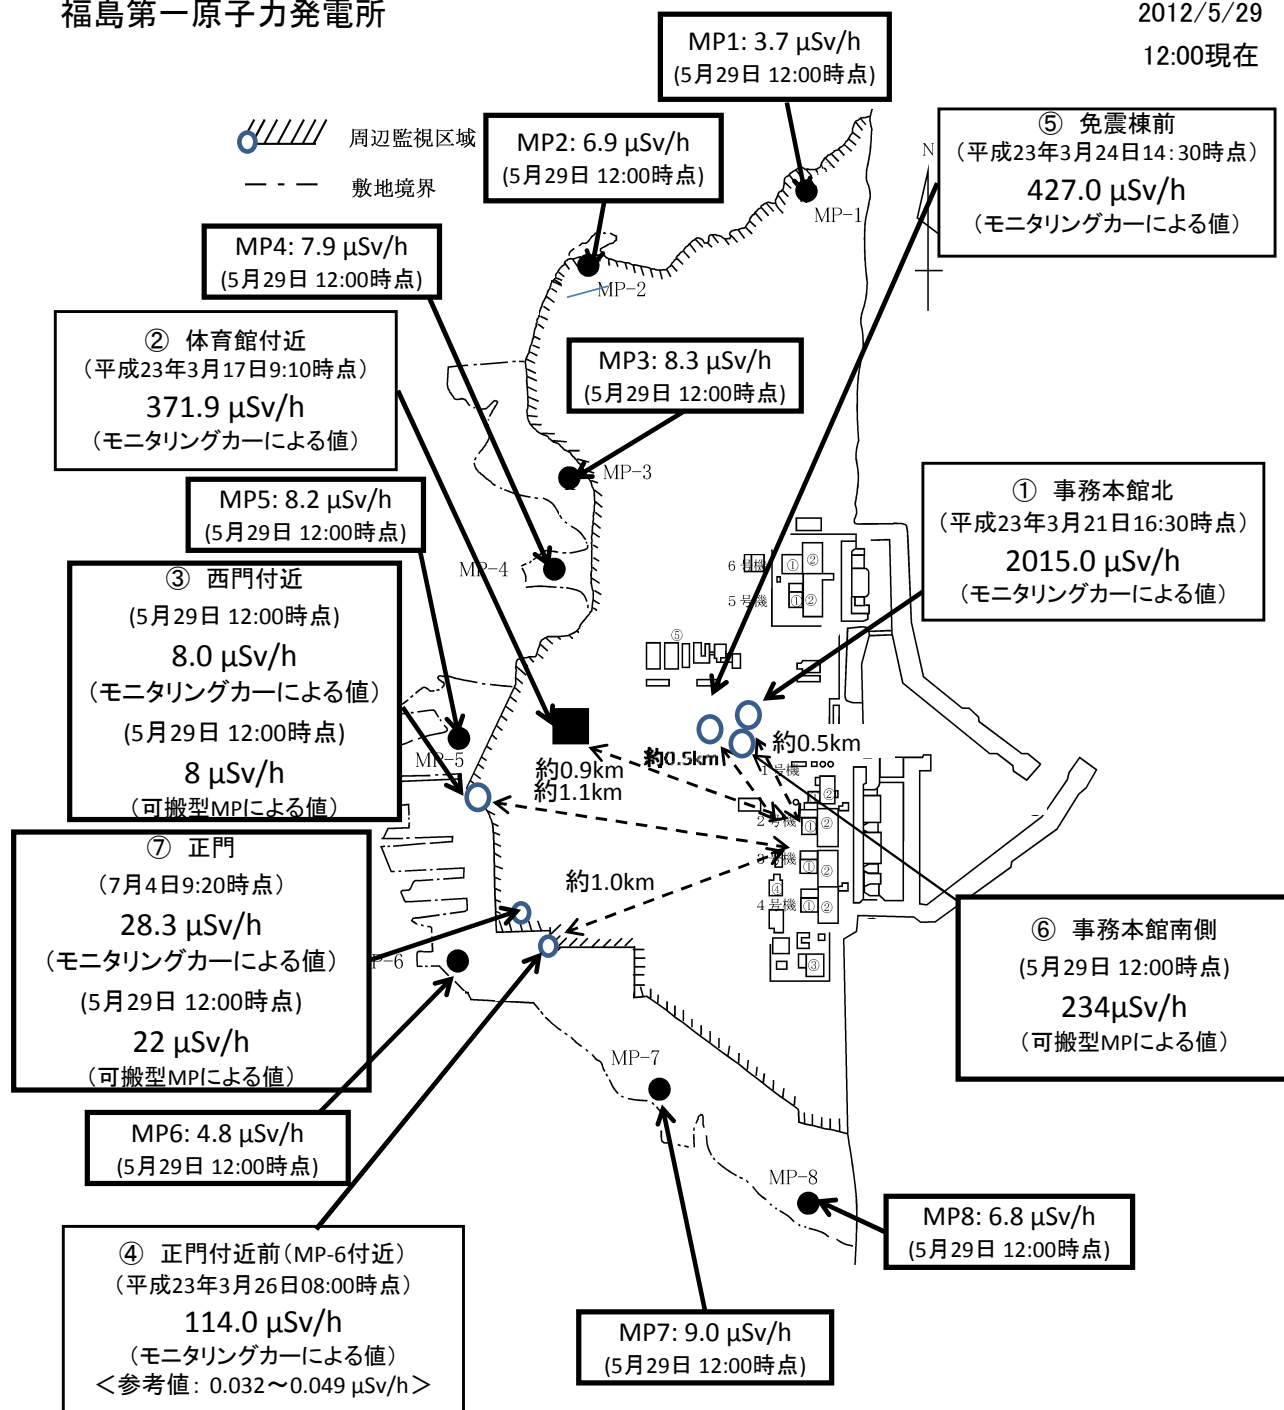 福島第一原子力発電所
2012/5/29
12:00現在
周辺監視区域
敷地境界
MP1: 3.7 μSv/h
(5月29日 12:00時点)
MP2: 6.9 μSv/h
(5月29日 12:00時点)
⑤ 免震棟前
(平成23年3月24日14:30時点)
427.0 μSv/h
(モニタリングカーによる値)
N
MP-1
MP4: 7.9 μSv/h
(5月29日 12:00時点)
MP-2
② 体育館付近
(平成23年3月17日9:10時点)
371.9 μSv/h
(モニタリングカーによる値)
MP3: 8.3 μSv/h
(5月29日 12:00時点)
MP-3
MP5: 8.2 μSv/h
(5月29日 12:00時点)
① 事務本館北
(平成23年3月21日16:30時点)
2015.0 μSv/h
(モニタリングカーによる値)
MP-4
6号機
①
②
5号機
①
②
③ 西門付近
(5月29日 12:00時点)
8.0 μSv/h
(モニタリングカーによる値)
(5月29日 12:00時点)
8 μSv/h
(可搬型MPによる値)
⑤
MP-5
約0.9km
約1.1km
約0.5km
約0.5km
1号機
②
2号機
①
②
3号機
①
②
④
4号機
①
②
③
約1.0km
⑦ 正門
(7月4日9:20時点)
28.3 μSv/h
(モニタリングカーによる値)
(5月29日 12:00時点)
22 μSv/h
(可搬型MPによる値)
P-6
⑥ 事務本館南側
(5月29日 12:00時点)
234μSv/h
(可搬型MPによる値)
MP-7
MP6: 4.8 μSv/h
(5月29日 12:00時点)
MP-8
④ 正門付近前(MP-6付近)
(平成23年3月26日08:00時点)
114.0 μSv/h
(モニタリングカーによる値)
<参考値: 0.032~0.049 μSv/h>
MP8: 6.8 μSv/h
(5月29日 12:00時点)
MP7: 9.0 μSv/h
(5月29日 12:00時点)